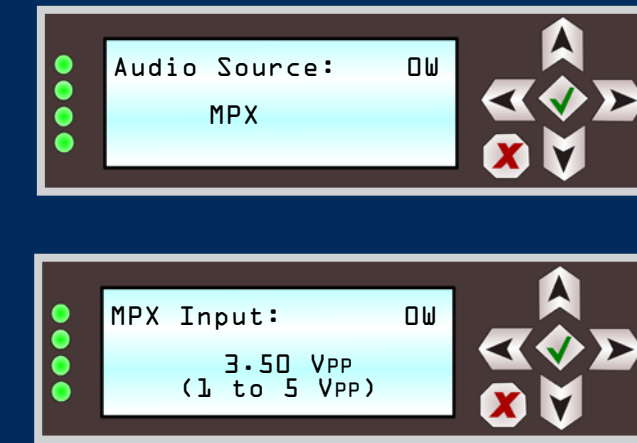 Audio Source: 0W
MPX
MPX Input: 0W
3.50 VPP
(1 to 5 VPP)